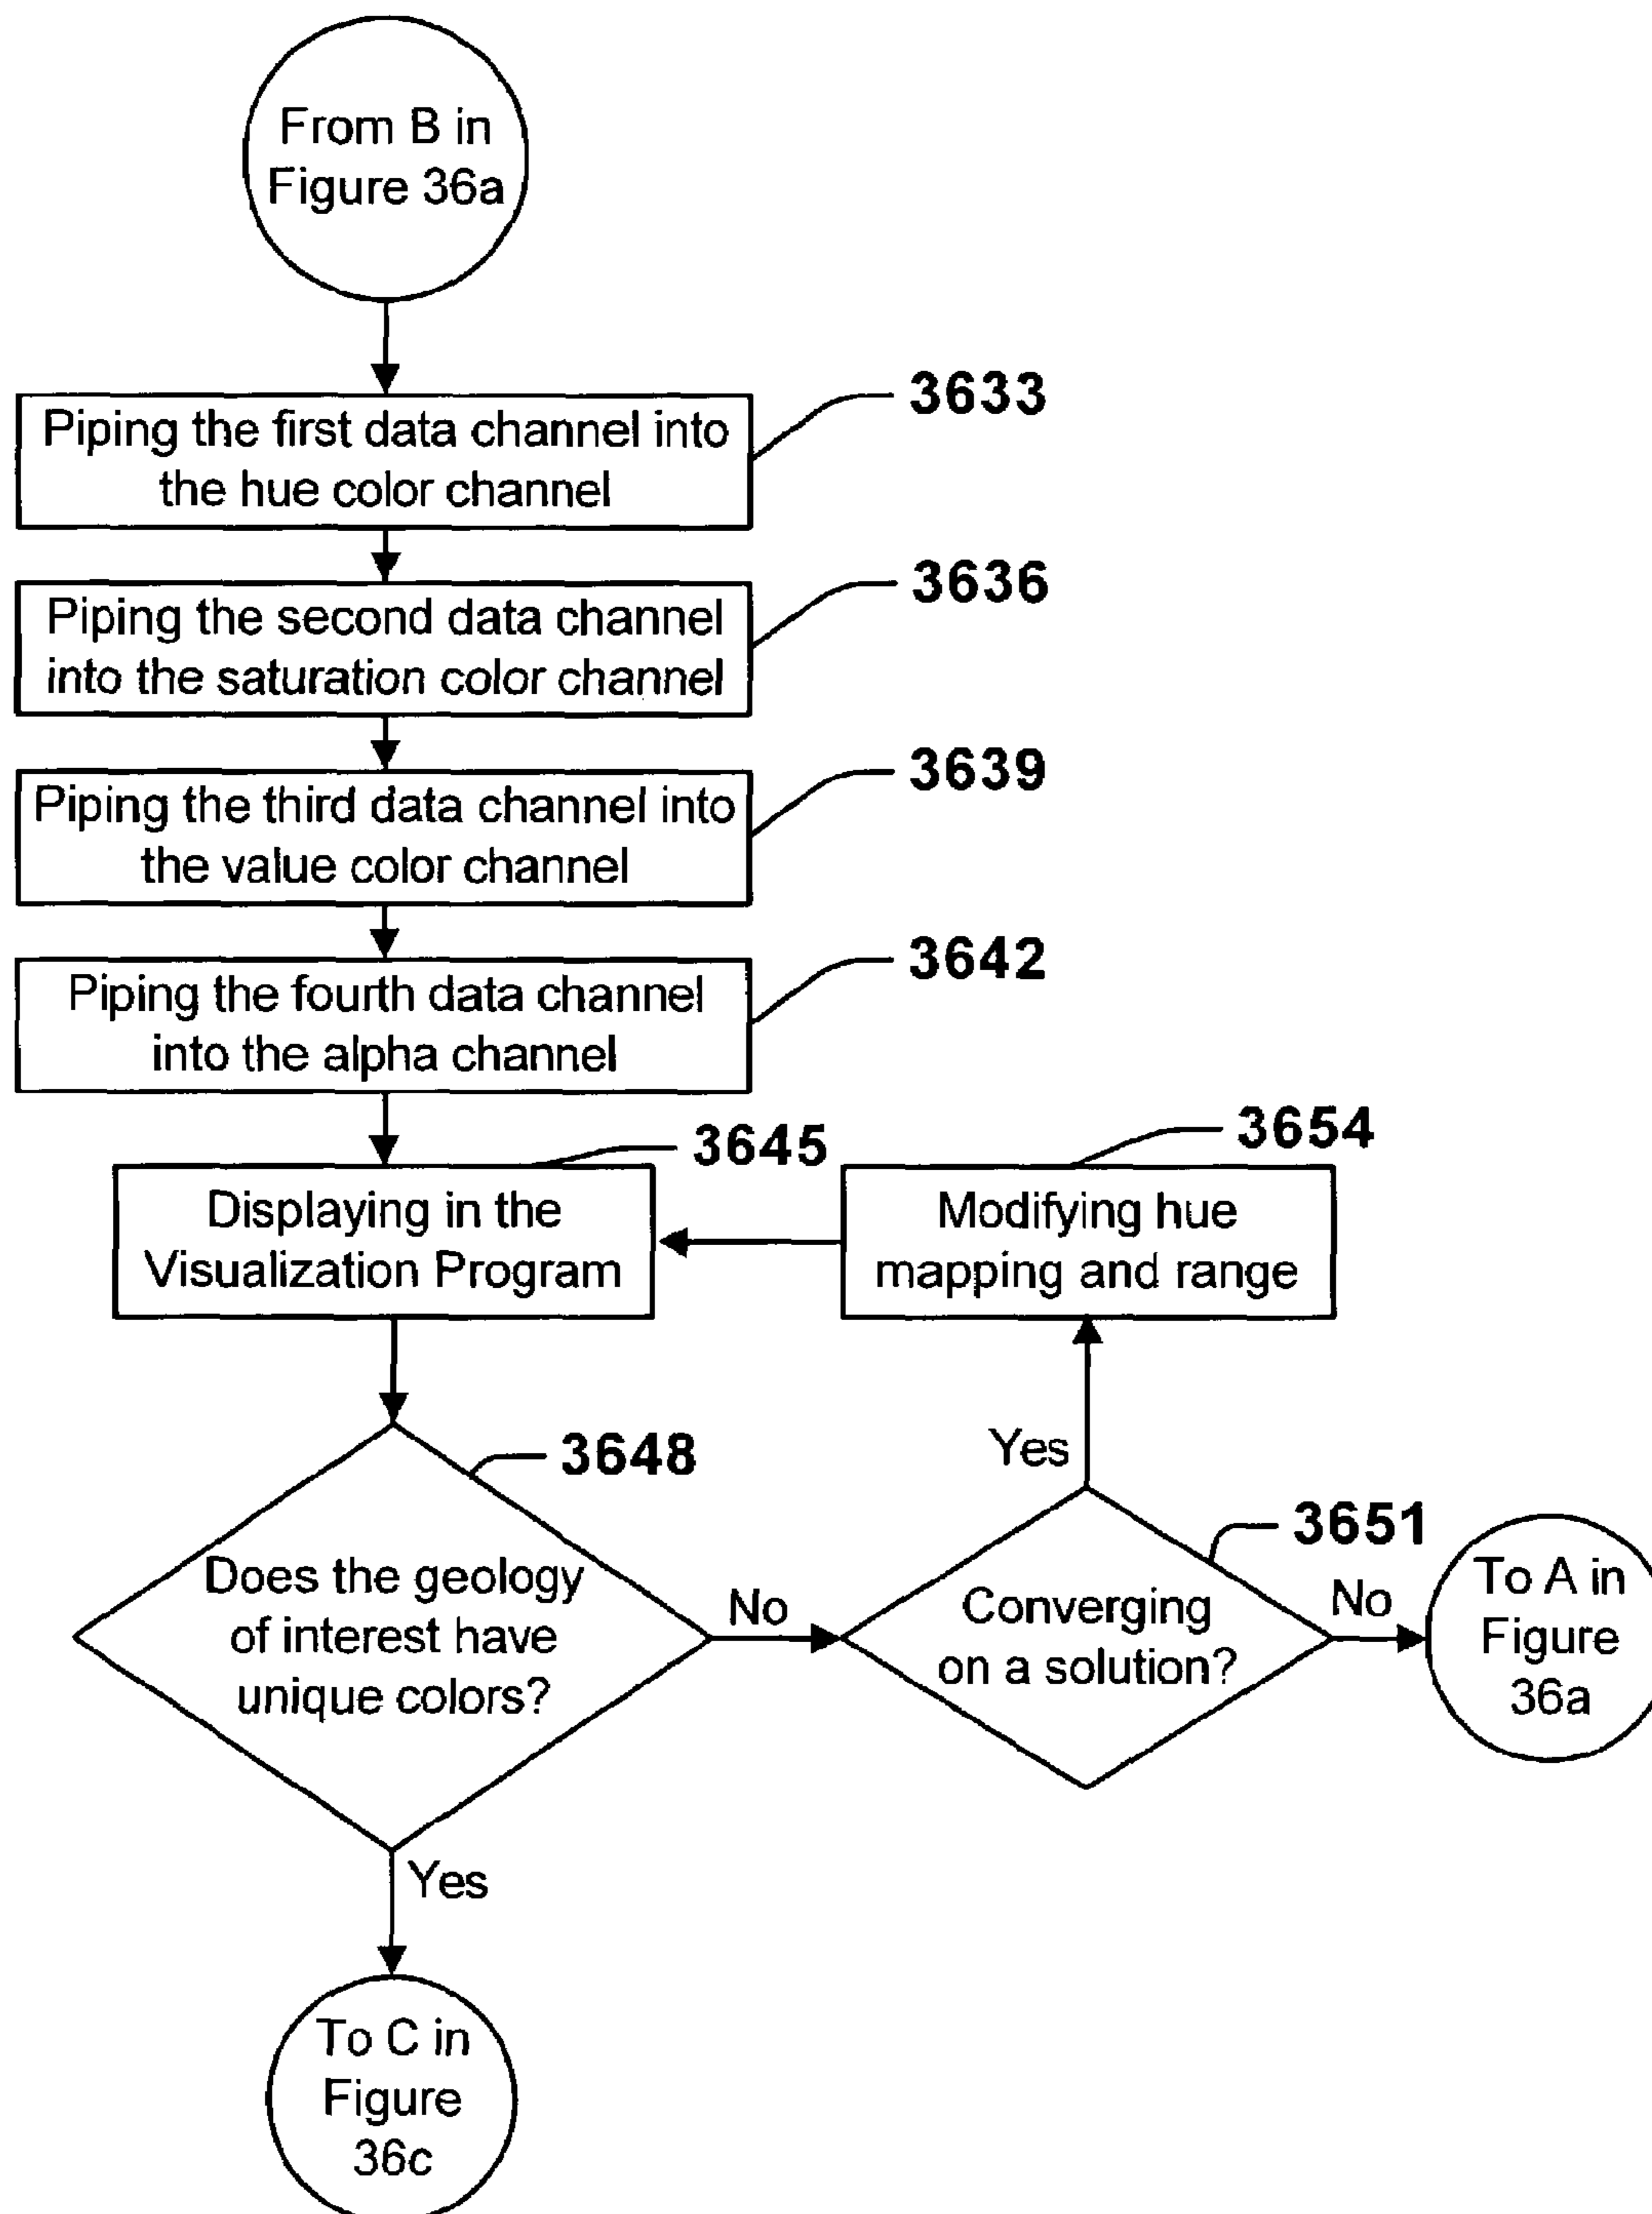 From B in
Figure 36a
Piping the first data channel into
the hue color channel
3633
Piping the second data channel
into the saturation color channel
3636
Piping the third data channel into
the value color channel
3639
Piping the fourth data channel
into the alpha channel
3642
Displaying in the
Visualization Program
3645
Modifying hue
mapping and range
3654
Does the geology
of interest have
unique colors?
3648
No
Yes
Converging
on a solution?
3651
Yes
No
To A in
Figure
36a
To C in
Figure
36c